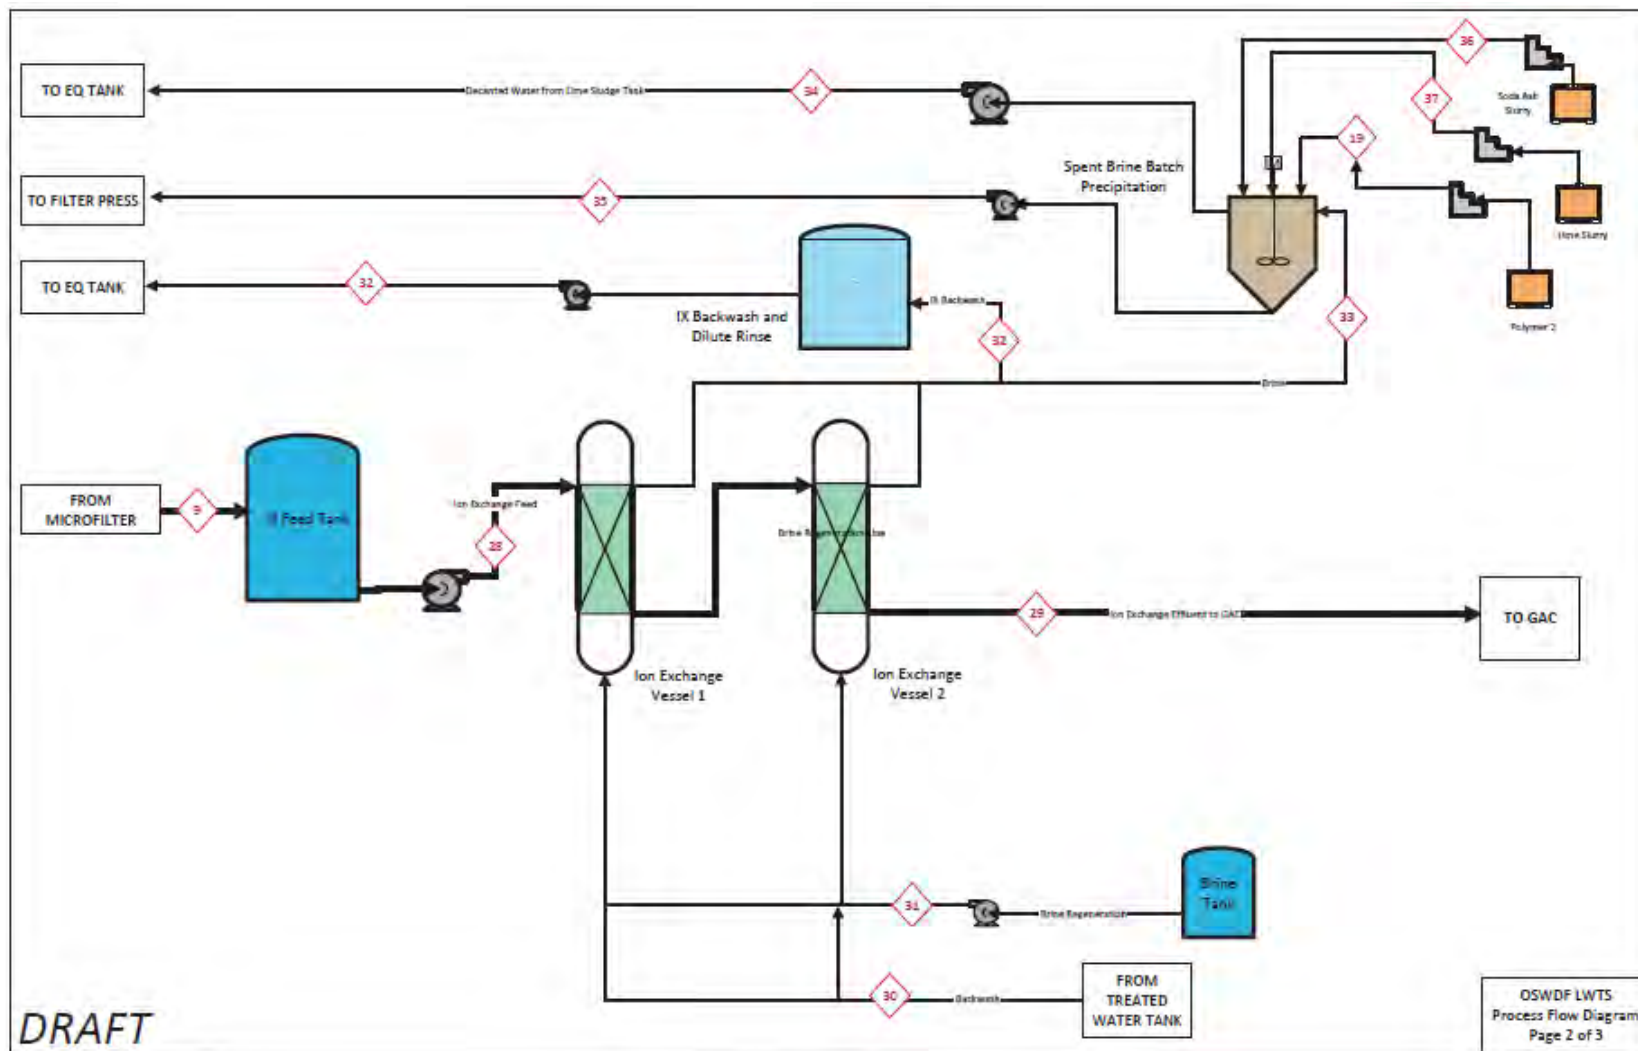 36
TO EQ TANK
Decanted Water from Lime Sludge Tank
34
37
Soda Ash
Slurry
19
Spent Brine Batch
Precipitation
TO FILTER PRESS
35
Lime Slurry
TO EQ TANK
32
IX Backwash and
Dilute Rinse
IX Backwash
32
33
Polymer 2
Brine
FROM
MICROFILTER
9
IX Feed Tank
Ion Exchange Feed
28
29
Ion Exchange Effluent to GAC
TO GAC
Ion Exchange
Vessel 1
Ion Exchange
Vessel 2
Brine
Tank
31
Brine Regeneration
30
Backwash
FROM
TREATED
WATER TANK
DRAFT
OSWDF LWTS
Process Flow Diagram
Page 2 of 3